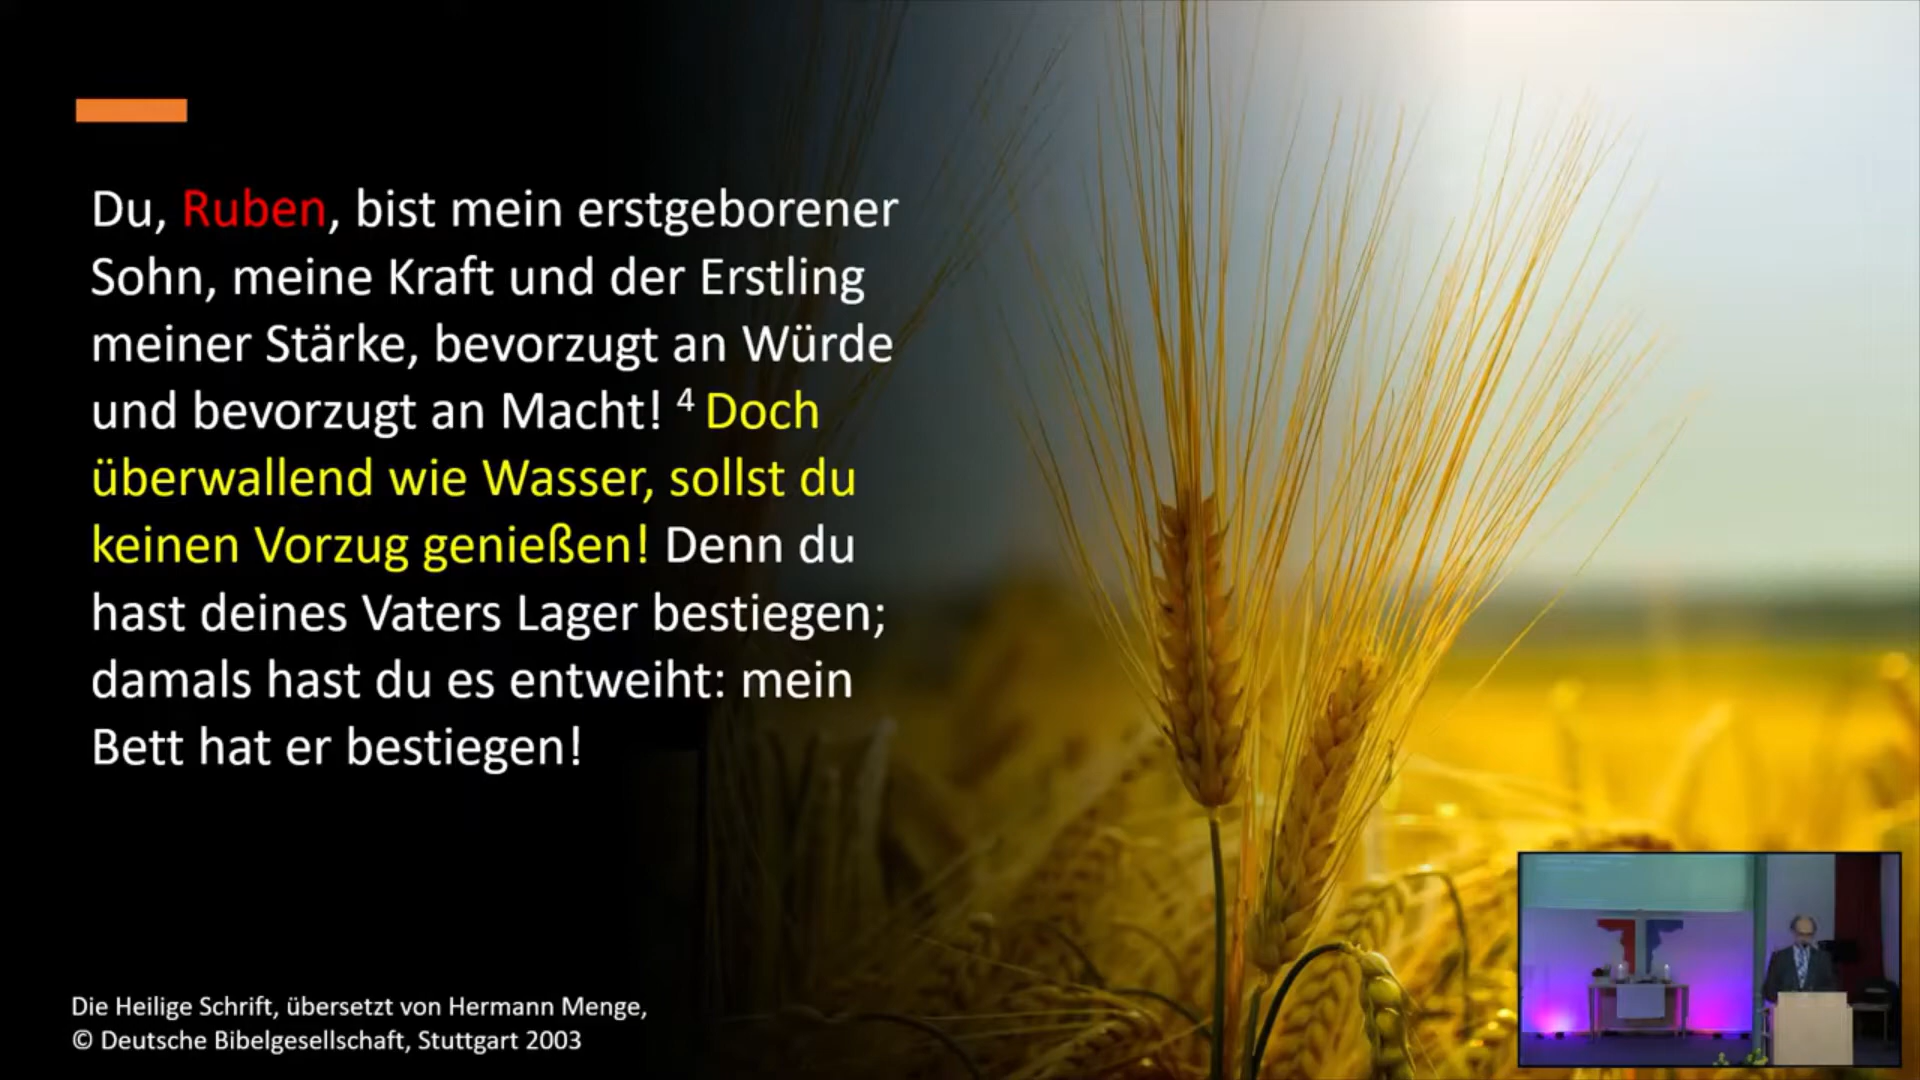 Du, Ruben, bist mein erstgeborener
Sohn, meine Kraft und der Erstling
meiner Stärke, bevorzugt an Würde
und bevorzugt an Macht! ⁴ Doch
überwallend wie Wasser, sollst du
keinen Vorzug genießen! Denn du
hast deines Vaters Lager bestiegen;
damals hast du es entweiht: mein
Bett hat er bestiegen!
Die Heilige Schrift, übersetzt von Hermann Menge,
© Deutsche Bibelgesellschaft, Stuttgart 2003